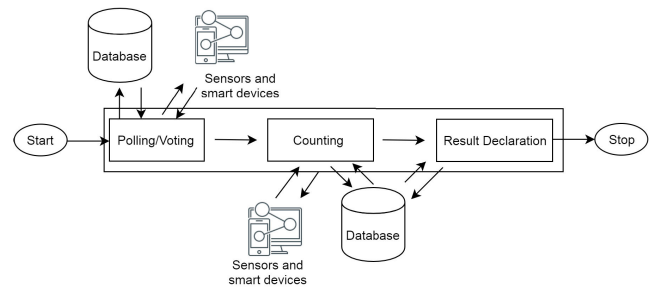 Database
Sensors and
smart devices
Start
Polling/Voting
Counting
Result Declaration
Stop
Database
Sensors and
smart devices